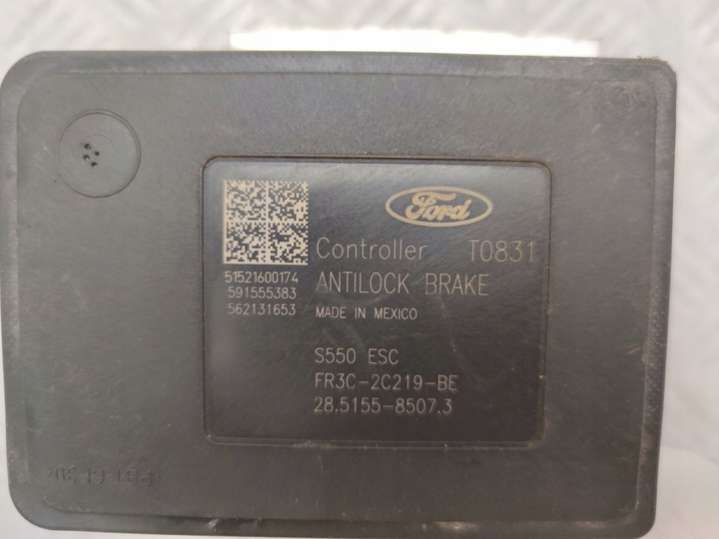 Ford
Controller T0831
ANTILOCK BRAKE
MADE IN MEXICO
51521600174
591555383
562131653
S550 ESC
FR3C-2C219-BE
28.5155-8507.3